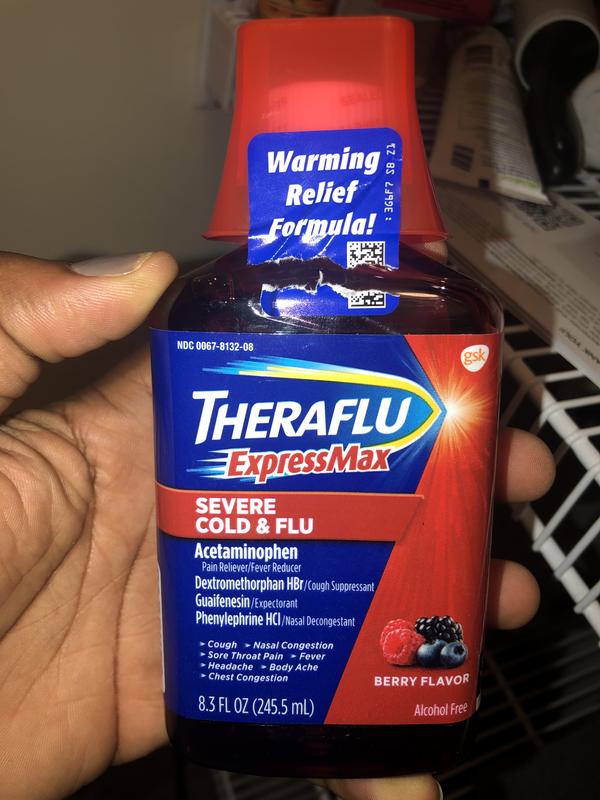 Warming
Relief
Formula!
: 3G6F7 SB Z1
NDC 0067-8132-08
gsk
THERAFLU
ExpressMax
SEVERE
COLD & FLU
Acetaminophen
Pain Reliever/Fever Reducer
Dextromethorphan HBr/Cough Suppressant
Guaifenesin/Expectorant
Phenylephrine HCl/Nasal Decongestant
➤ Cough ➤ Nasal Congestion
➤ Sore Throat Pain ➤ Fever
➤ Headache ➤ Body Ache
➤ Chest Congestion
BERRY FLAVOR
8.3 FL OZ (245.5 mL)
Alcohol Free